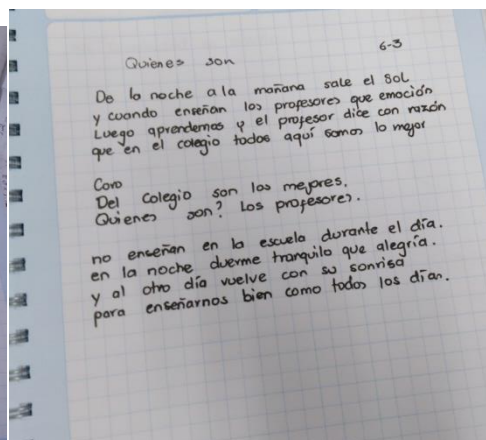 6-3
Quienes son
De la noche a la mañana sale el Sol
y cuando enseñan los profesores que emoción
Luego aprendemos y el profesor dice con razón
que en el colegio todos aquí somos lo mejor
Coro
Del colegio son los mejores.
Quienes son? Los profesores.
no enseñan en la escuela durante el día.
en la noche duerme tranquilo que alegría.
y al otro día vuelve con su sonrisa
para enseñarnos bien como todos los días.